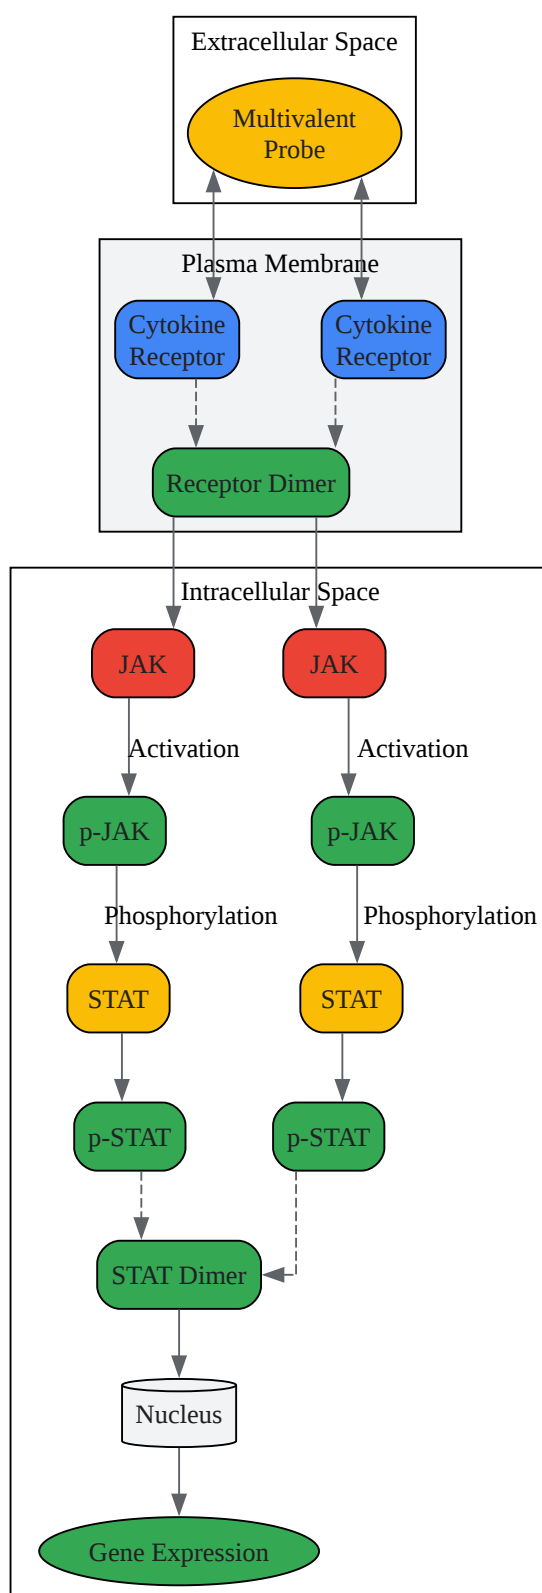 Extracellular Space
Multivalent
Probe
Plasma Membrane
Cytokine
Receptor
Cytokine
Receptor
Receptor Dimer
Intracellular Space
JAK
JAK
Activation
Activation
p-JAK
p-JAK
Phosphorylation
Phosphorylation
STAT
STAT
p-STAT
p-STAT
STAT Dimer
Nucleus
Gene Expression